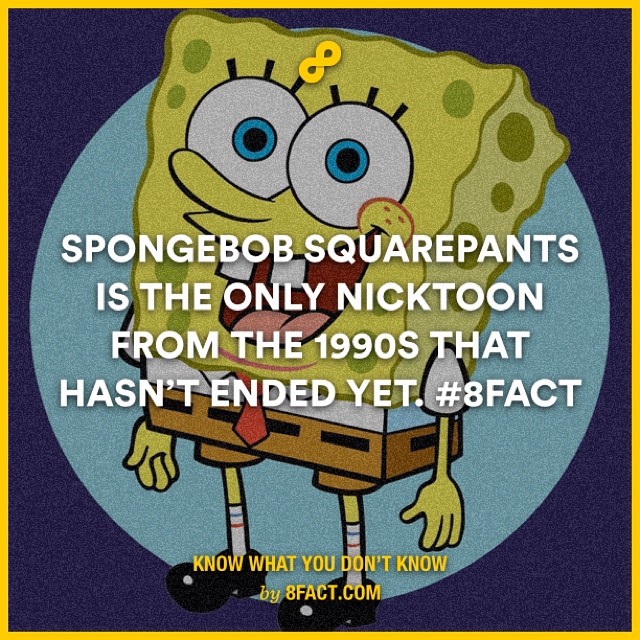 SPONGEBOB SQUAREPANTS
IS THE ONLY NICKTOON
FROM THE 1990S THAT
HASN'T ENDED YET. #8FACT
KNOW WHAT YOU DON'T KNOW
by 8FACT.COM